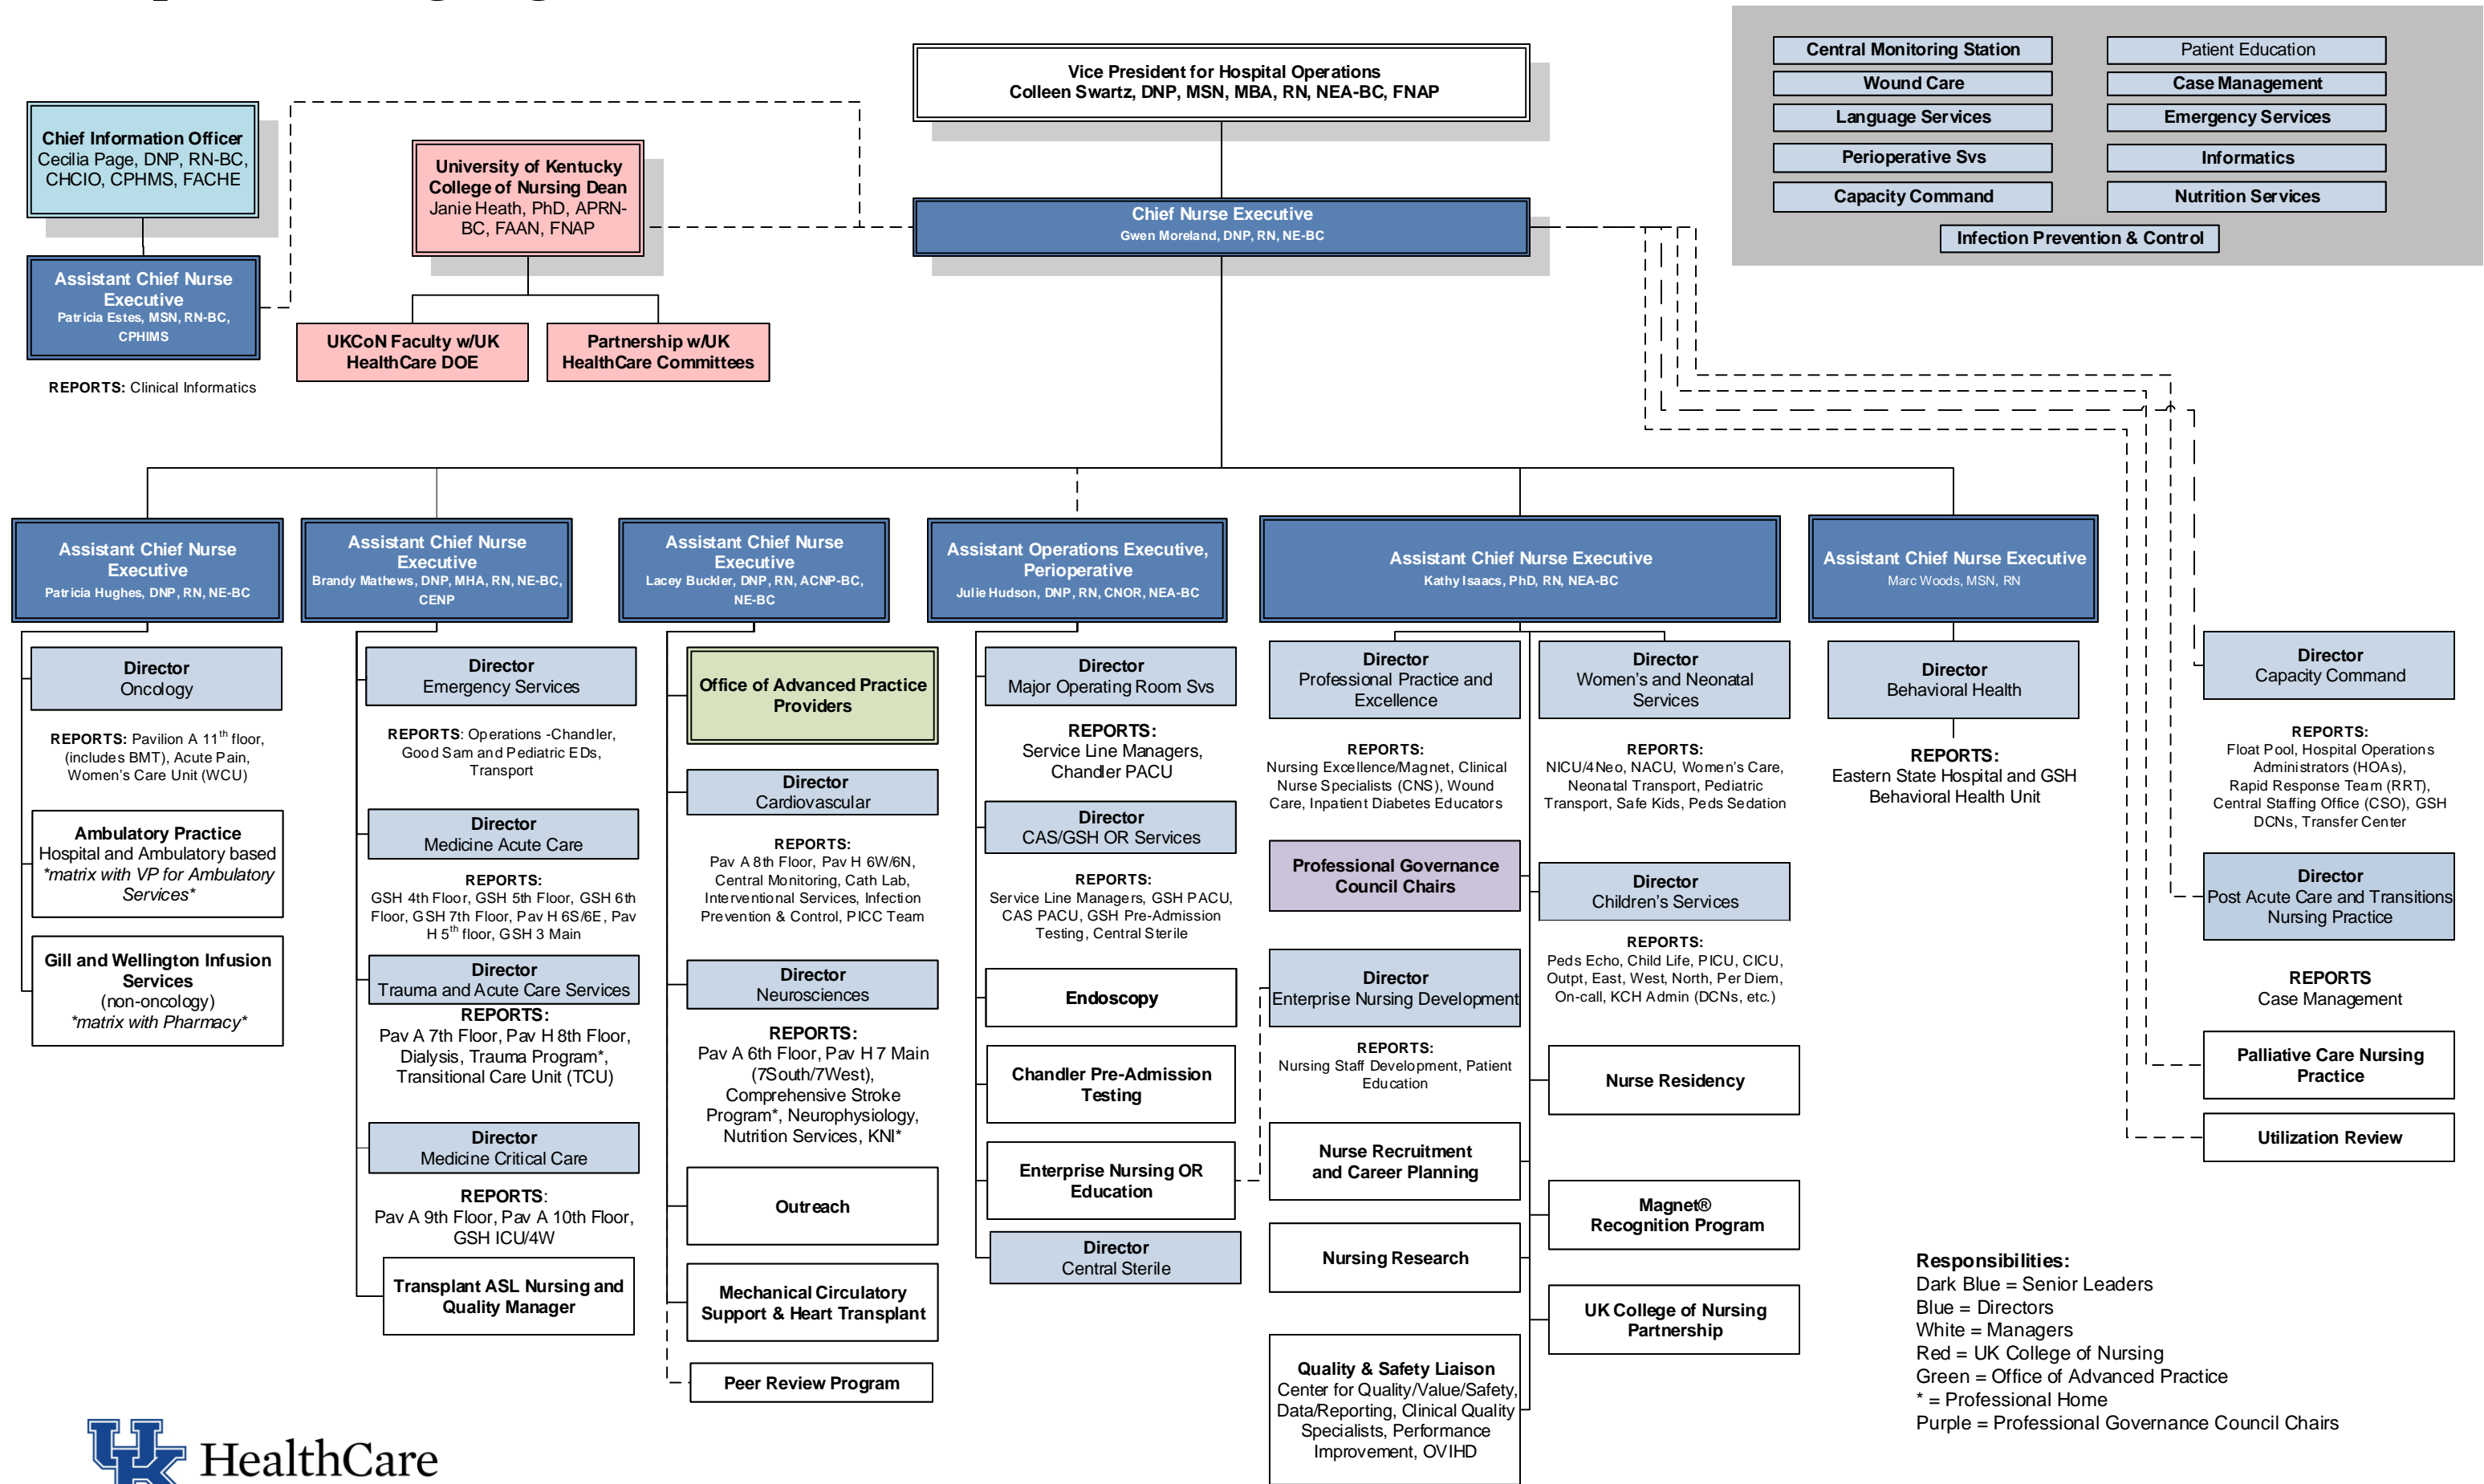 Vice President for Hospital Operations
Colleen Swartz, DNP, MSN, MBA, RN, NEA-BC, FNAP
Central Monitoring Station
Patient Education
Wound Care
Case Management
Language Services
Emergency Services
Perioperative Svs
Informatics
Capacity Command
Nutrition Services
Infection Prevention & Control
Chief Information Officer
Cecilia Page, DNP, RN-BC,
CHCIO, CPHMS, FACHE
University of Kentucky
College of Nursing Dean
Janie Heath, PhD, APRN-
BC, FAAN, FNAP
Chief Nurse Executive
Gwen Moreland, DNP, RN, NE-BC
Assistant Chief Nurse
Executive
Patricia Estes, MSN, RN-BC,
CPHIMS
REPORTS: Clinical Informatics
UKCoN Faculty w/UK
HealthCare DOE
Partnership w/UK
HealthCare Committees
Assistant Chief Nurse
Executive
Patricia Hughes, DNP, RN, NE-BC
Director
Oncology
REPORTS: Pavilion A 11th floor,
(includes BMT), Acute Pain,
Women's Care Unit (WCU)
Ambulatory Practice
Hospital and Ambulatory based
*matrix with VP for Ambulatory
Services*
Gill and Wellington Infusion
Services
(non-oncology)
*matrix with Pharmacy*
Assistant Chief Nurse
Executive
Brandy Mathews, DNP, MHA, RN, NE-BC,
CENP
Director
Emergency Services
REPORTS: Operations -Chandler,
Good Sam and Pediatric EDs,
Transport
Director
Medicine Acute Care
REPORTS:
GSH 4th Floor, GSH 5th Floor, GSH 6th
Floor, GSH 7th Floor, Pav H 6S/6E, Pav
H 5th floor, GSH 3 Main
Director
Trauma and Acute Care Services
REPORTS:
Pav A 7th Floor, Pav H 8th Floor,
Dialysis, Trauma Program*,
Transitional Care Unit (TCU)
Director
Medicine Critical Care
REPORTS:
Pav A 9th Floor, Pav A 10th Floor,
GSH ICU/4W
Transplant ASL Nursing and
Quality Manager
Assistant Chief Nurse
Executive
Lacey Buckler, DNP, RN, ACNP-BC,
NE-BC
Office of Advanced Practice
Providers
Director
Cardiovascular
REPORTS:
Pav A 8th Floor, Pav H 6W/6N,
Central Monitoring, Cath Lab,
Interventional Services, Infection
Prevention & Control, PICC Team
Director
Neurosciences
REPORTS:
Pav A 6th Floor, Pav H 7 Main
(7South/7West),
Comprehensive Stroke
Program*, Neurophysiology,
Nutrition Services, KNI*
Outreach
Mechanical Circulatory
Support & Heart Transplant
Peer Review Program
Assistant Operations Executive,
Perioperative
Julie Hudson, DNP, RN, CNOR, NEA-BC
Director
Major Operating Room Svs
REPORTS:
Service Line Managers,
Chandler PACU
Director
CAS/GSH OR Services
REPORTS:
Service Line Managers, GSH PACU,
CAS PACU, GSH Pre-Admission
Testing, Central Sterile
Endoscopy
Chandler Pre-Admission
Testing
Enterprise Nursing OR
Education
Director
Central Sterile
Assistant Chief Nurse Executive
Kathy Isaacs, PhD, RN, NEA-BC
Director
Professional Practice and
Excellence
REPORTS:
Nursing Excellence/Magnet, Clinical
Nurse Specialists (CNS), Wound
Care, Inpatient Diabetes Educators
Professional Governance
Council Chairs
Director
Enterprise Nursing Development
REPORTS:
Nursing Staff Development, Patient
Education
Nurse Recruitment
and Career Planning
Nursing Research
Quality & Safety Liaison
Center for Quality/Value/Safety,
Data/Reporting, Clinical Quality
Specialists, Performance
Improvement, OVIHD
Director
Women's and Neonatal
Services
REPORTS:
NICU/4Neo, NACU, Women's Care,
Neonatal Transport, Pediatric
Transport, Safe Kids, Peds Sedation
Director
Children's Services
REPORTS:
Peds Echo, Child Life, PICU, CICU,
Outpt, East, West, North, Per Diem,
On-call, KCH Admin (DCNs, etc.)
Nurse Residency
Magnet®
Recognition Program
UK College of Nursing
Partnership
Assistant Chief Nurse Executive
Marc Woods, MSN, RN
Director
Behavioral Health
REPORTS:
Eastern State Hospital and GSH
Behavioral Health Unit
Director
Capacity Command
REPORTS:
Float Pool, Hospital Operations
Administrators (HOAs),
Rapid Response Team (RRT),
Central Staffing Office (CSO), GSH
DCNs, Transfer Center
Director
Post Acute Care and Transitions
Nursing Practice
REPORTS
Case Management
Palliative Care Nursing
Practice
Utilization Review
Responsibilities:
Dark Blue = Senior Leaders
Blue = Directors
White = Managers
Red = UK College of Nursing
Green = Office of Advanced Practice
* = Professional Home
Purple = Professional Governance Council Chairs
UK HealthCare